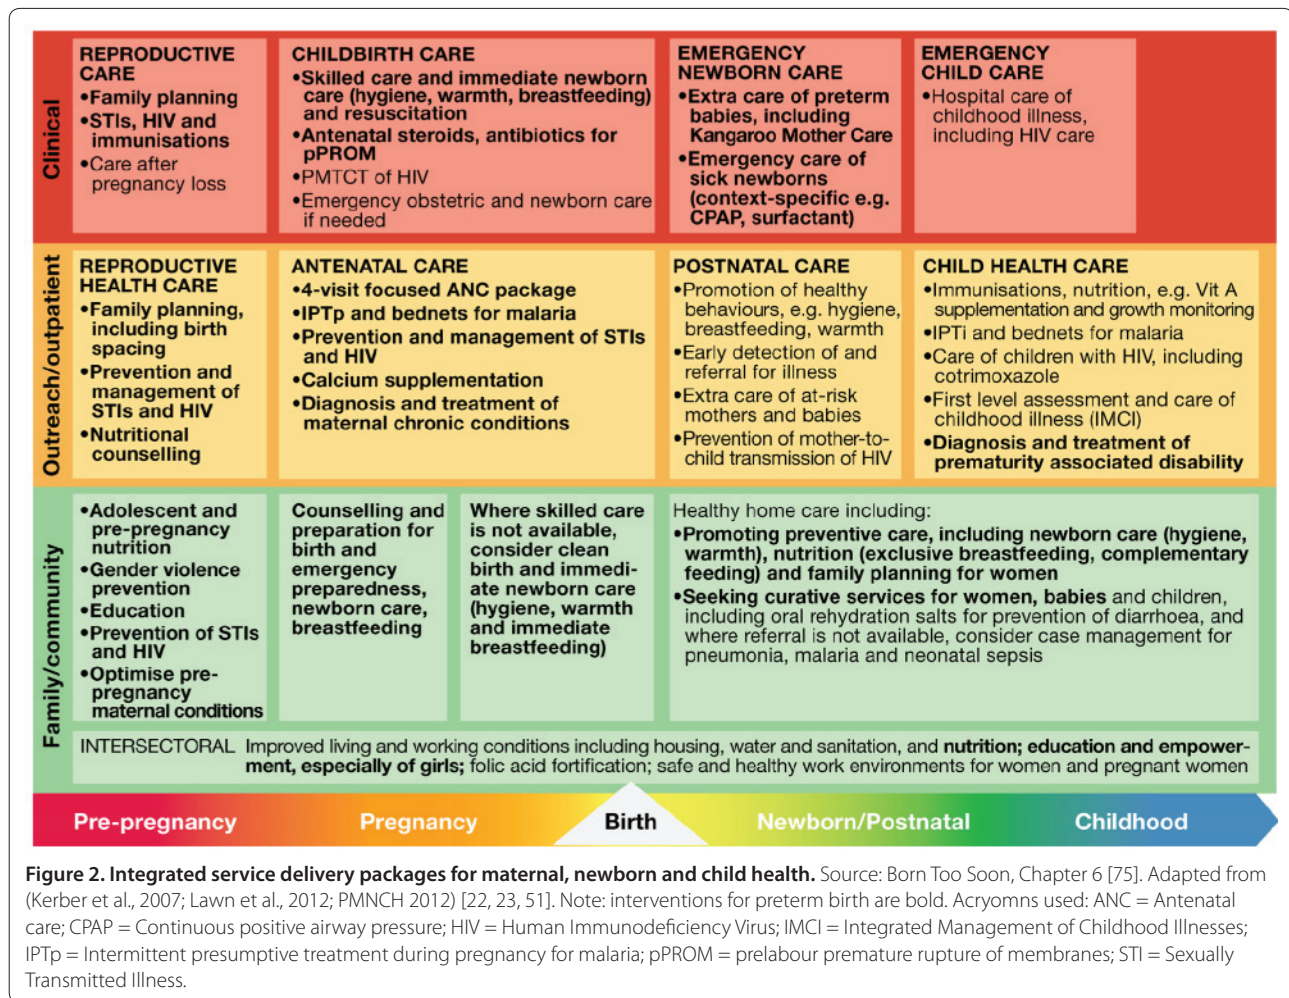 Clinical
REPRODUCTIVE
CARE
•Family planning
•STIs, HIV and
immunisations
•Care after
pregnancy loss
CHILDBIRTH CARE
•Skilled care and immediate newborn
care (hygiene, warmth, breastfeeding)
and resuscitation
•Antenatal steroids, antibiotics for
pPROM
•PMTCT of HIV
•Emergency obstetric and newborn care
if needed
EMERGENCY
NEWBORN CARE
•Extra care of preterm
babies, including
Kangaroo Mother Care
•Emergency care of
sick newborns
(context-specific e.g.
CPAP, surfactant)
EMERGENCY
CHILD CARE
•Hospital care of
childhood illness,
including HIV care
Outreach/outpatient
REPRODUCTIVE
HEALTH CARE
•Family planning,
including birth
spacing
•Prevention and
management of
STIs and HIV
•Nutritional
counselling
ANTENATAL CARE
•4-visit focused ANC package
•IPTp and bednets for malaria
•Prevention and management of STIs
and HIV
•Calcium supplementation
•Diagnosis and treatment of
maternal chronic conditions
POSTNATAL CARE
•Promotion of healthy
behaviours, e.g. hygiene,
breastfeeding, warmth
•Early detection of and
referral for illness
•Extra care of at-risk
mothers and babies
•Prevention of mother-to-
child transmission of HIV
CHILD HEALTH CARE
•Immunisations, nutrition, e.g. Vit A
supplementation and growth monitoring
•IPTi and bednets for malaria
•Care of children with HIV, including
cotrimoxazole
•First level assessment and care of
childhood illness (IMCI)
•Diagnosis and treatment of
prematurity associated disability
Family/community
•Adolescent and
pre-pregnancy
nutrition
•Gender violence
prevention
•Education
•Prevention of STIs
and HIV
•Optimise pre-
pregnancy
maternal conditions
Counselling and
preparation for
birth and
emergency
preparedness,
newborn care,
breastfeeding
Where skilled care
is not available,
consider clean
birth and immedi-
ate newborn care
(hygiene, warmth
and immediate
breastfeeding)
Healthy home care including:
•Promoting preventive care, including newborn care (hygiene,
warmth), nutrition (exclusive breastfeeding, complementary
feeding) and family planning for women
•Seeking curative services for women, babies and children,
including oral rehydration salts for prevention of diarrhoea, and
where referral is not available, consider case management for
pneumonia, malaria and neonatal sepsis
INTERSECTORAL Improved living and working conditions including housing, water and sanitation, and nutrition; education and empower-
ment, especially of girls; folic acid fortification; safe and healthy work environments for women and pregnant women
Pre-pregnancy Pregnancy Birth Newborn/Postnatal Childhood
Figure 2. Integrated service delivery packages for maternal, newborn and child health. Source: Born Too Soon, Chapter 6 [75]. Adapted from
(Kerber et al., 2007; Lawn et al., 2012; PMNCH 2012) [22, 23, 51]. Note: interventions for preterm birth are bold. Acryomns used: ANC = Antenatal
care; CPAP = Continuous positive airway pressure; HIV = Human Immunodeficiency Virus; IMCI = Integrated Management of Childhood Illnesses;
IPTp = Intermittent presumptive treatment during pregnancy for malaria; pPROM = prelabour premature rupture of membranes; STI = Sexually
Transmitted Illness.